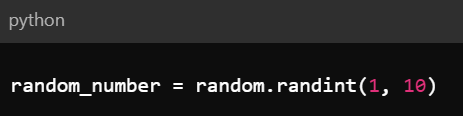 python
random_number = random.randint(1, 10)